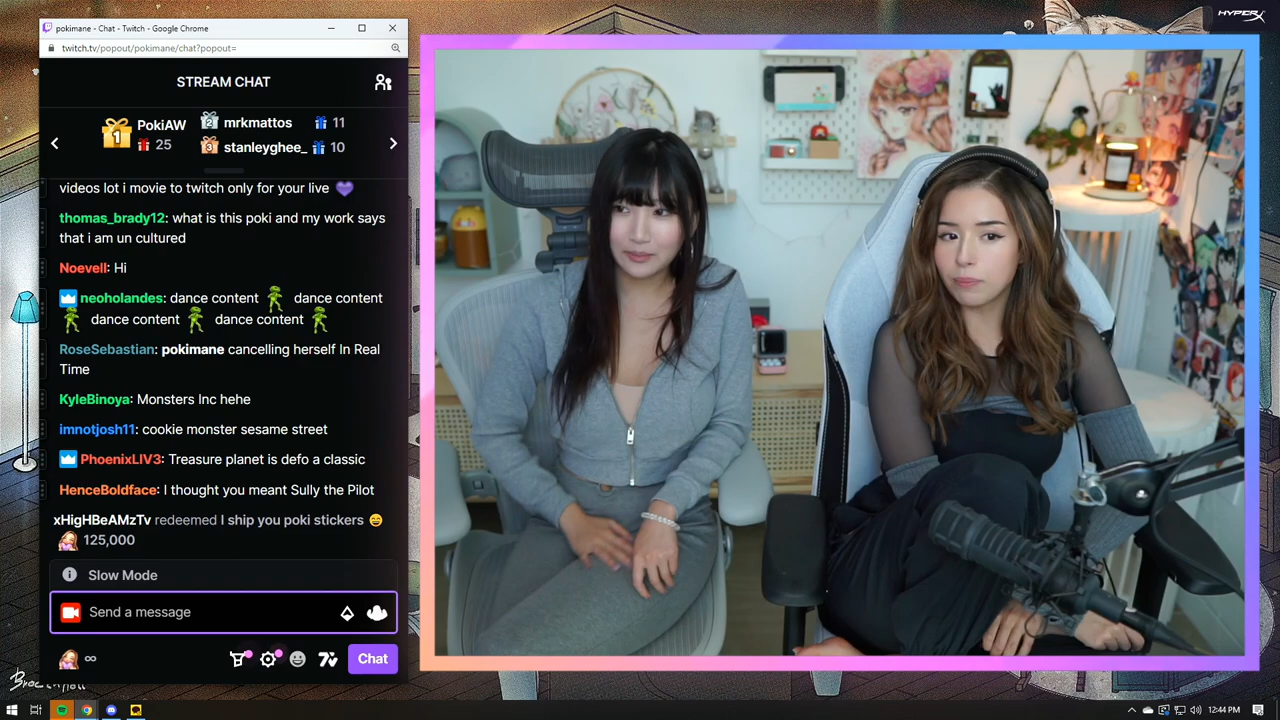 pokimane - Chat - Twitch - Google Chrome
twitch.tv/popout/pokimane/chat?popout=
HYPERX
STREAM CHAT
1 PokiAW
25
2 mrkmattos 11
3 stanleyghee_ 10
videos lot i movie to twitch only for your live
thomas_brady12: what is this poki and my work says
that i am un cultured
Noevell: Hi
neoholandes: dance content dance content
dance content dance content
RoseSebastian: pokimane cancelling herself In Real
Time
KyleBinoya: Monsters Inc hehe
imnotjosh11: cookie monster sesame street
PhoenixLIV3: Treasure planet is defo a classic
HenceBoldface: I thought you meant Sully the Pilot
xHigHBeAMzTv redeemed I ship you poki stickers
125,000
Slow Mode
Send a message
∞
Chat
12:44 PM